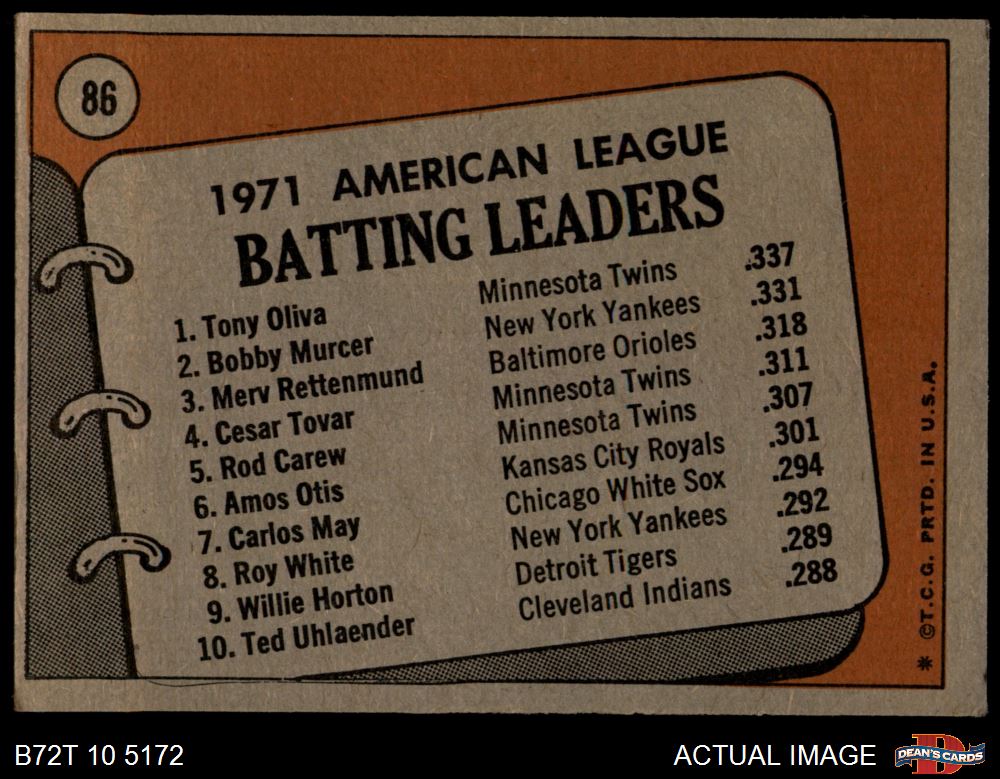 86
1971 AMERICAN LEAGUE
BATTING LEADERS
1. Tony Oliva Minnesota Twins .337
2. Bobby Murcer New York Yankees .331
3. Merv Rettenmund Baltimore Orioles .318
4. Cesar Tovar Minnesota Twins .311
5. Rod Carew Minnesota Twins .307
6. Amos Otis Kansas City Royals .301
7. Carlos May Chicago White Sox .294
8. Roy White New York Yankees .292
9. Willie Horton Detroit Tigers .289
10. Ted Uhlaender Cleveland Indians .288
* ©T.C.G. PRTD. IN U.S.A.
B72T 10 5172
ACTUAL IMAGE
DEAN'S CARDS